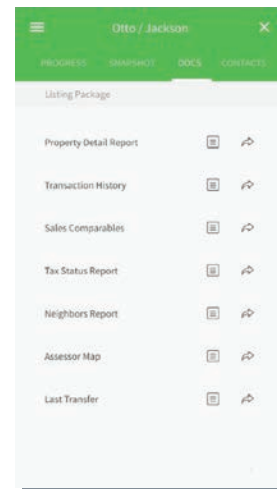 Otto / Jackson
PROGRESS SNAPSHOT DOCS CONTACTS
Listing Package
Property Detail Report
Transaction History
Sales Comparables
Tax Status Report
Neighbors Report
Assessor Map
Last Transfer